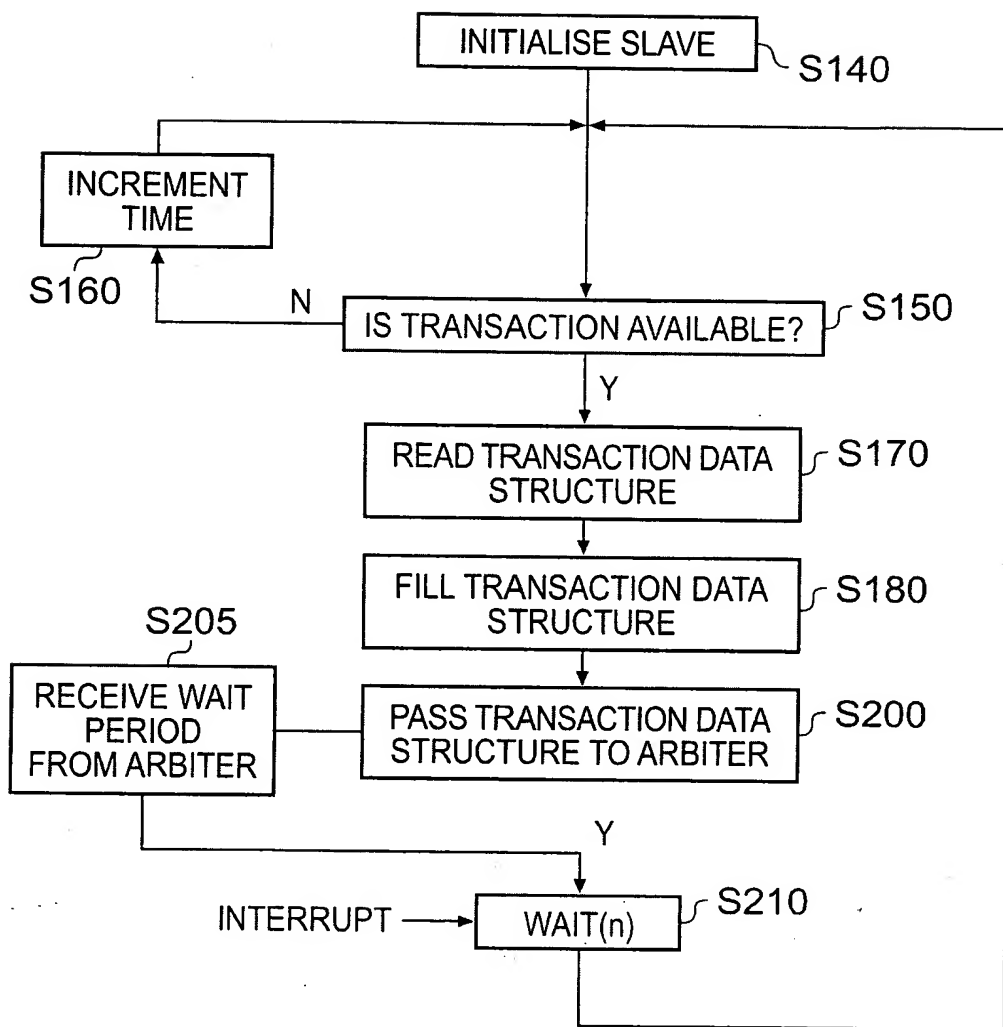 INITIALISE SLAVE
S140
INCREMENT
TIME
S160
N
IS TRANSACTION AVAILABLE?
S150
Y
READ TRANSACTION DATA
STRUCTURE
S170
FILL TRANSACTION DATA
STRUCTURE
S180
S205
RECEIVE WAIT
PERIOD
FROM ARBITER
PASS TRANSACTION DATA
STRUCTURE TO ARBITER
S200
Y
INTERRUPT
WAIT(n)
S210